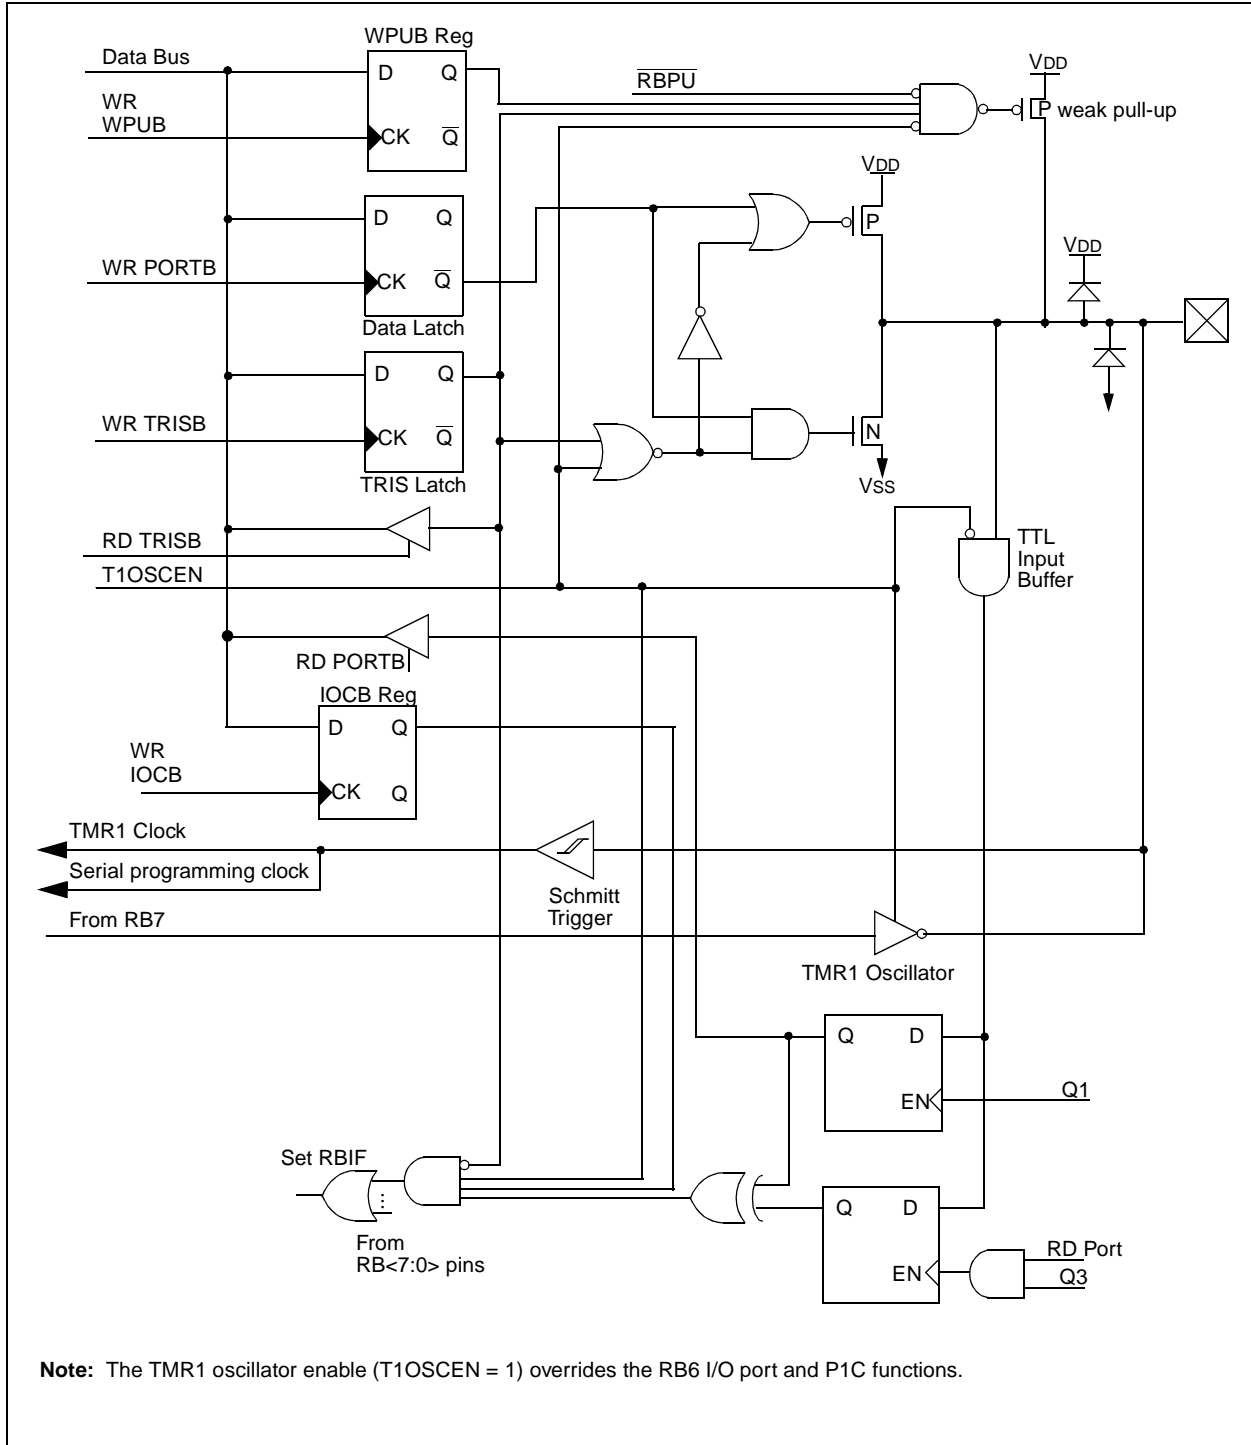 WPUB Reg
Data Bus
D Q
WR
WPUB
CK Q
RBPU
VDD
P weak pull-up
VDD
P
D Q
WR PORTB
CK Q
Data Latch
VDD
D Q
WR TRISB
CK Q
TRIS Latch
N
VSS
RD TRISB
T1OSCEN
TTL
Input
Buffer
RD PORTB
IOCB Reg
D Q
WR
IOCB
CK Q
TMR1 Clock
Serial programming clock
Schmitt
Trigger
From RB7
TMR1 Oscillator
Q D
EN
Q1
Set RBIF
From
RB<7:0> pins
Q D
EN
RD Port
Q3
Note: The TMR1 oscillator enable (T1OSCEN = 1) overrides the RB6 I/O port and P1C functions.